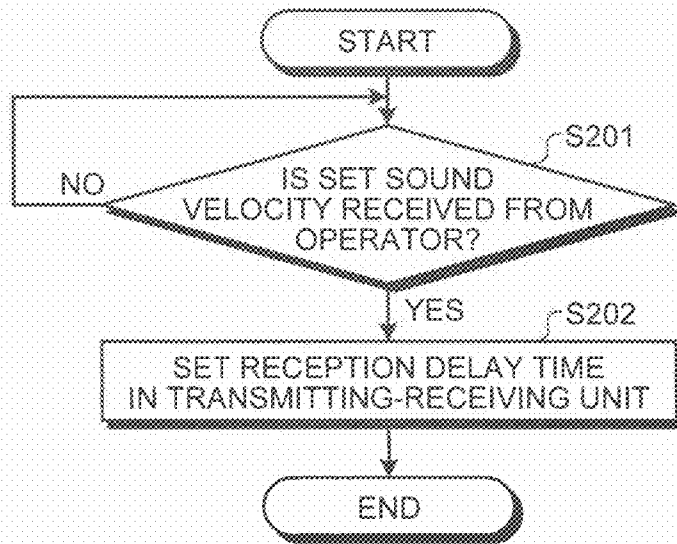 START
S201
NO
IS SET SOUND
VELOCITY RECEIVED FROM
OPERATOR?
YES
S202
SET RECEPTION DELAY TIME
IN TRANSMITTING-RECEIVING UNIT
END